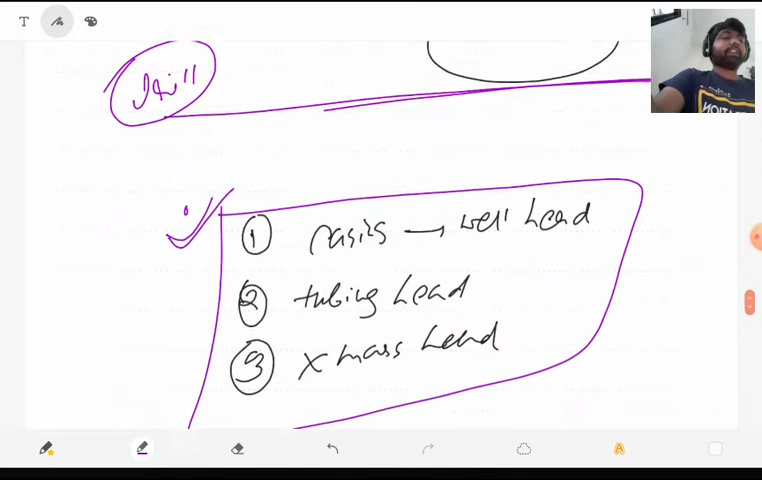 Drill
① casing → well head
② tubing head
③ x mass head
T
A